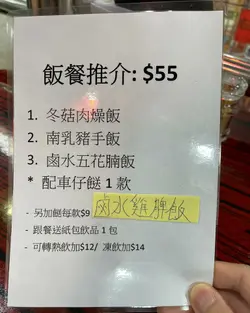 飯餐推介: $55
1. 冬菇肉燥飯
2. 南乳豬手飯
3. 鹵水五花腩飯
* 配車仔餸 1 款
鹵水雞脾飯
- 另加餸每款$9
- 跟餐送紙包飲品 1 包
- 可轉熱飲加$12/ 凍飲加$14